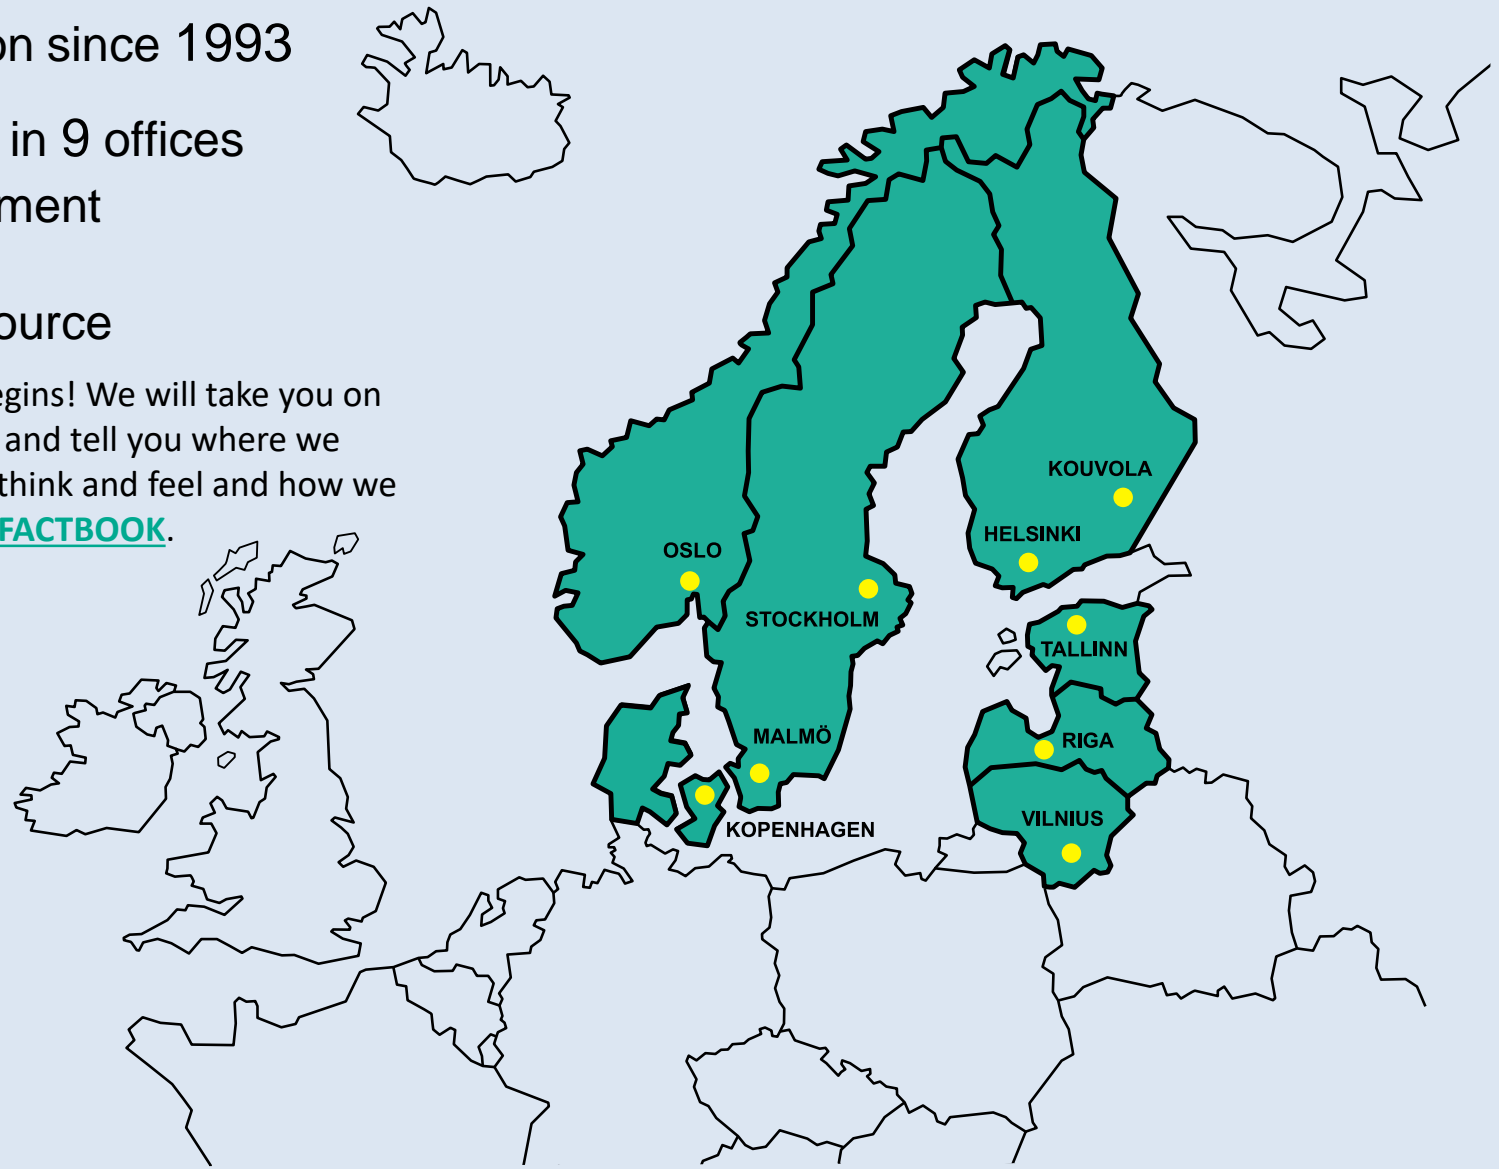 on since 1993
in 9 offices
ment
ource
egins! We will take you on
and tell you where we
think and feel and how we
FACTBOOK.
KOUVOLA
HELSINKI
OSLO
STOCKHOLM
TALLINN
MALMÖ
RIGA
VILNIUS
KOPENHAGEN